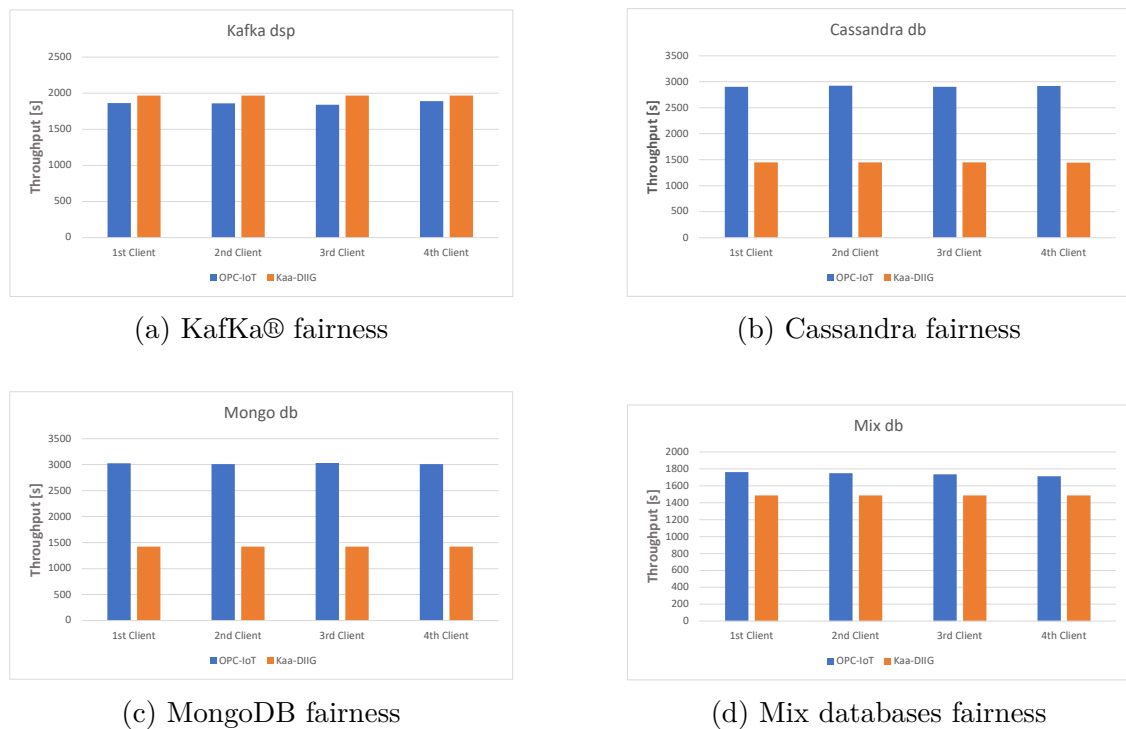 Kafka dsp
Throughput [s]
2500
2000
1500
1000
500
0
1st Client
2nd Client
3rd Client
4th Client
OPC-IoT
Kaa-DIIG
(a) KafKa® fairness
Cassandra db
Throughput [s]
3500
3000
2500
2000
1500
1000
500
0
1st Client
2nd Client
3rd Client
4th Client
OPC-IoT
Kaa-DIIG
(b) Cassandra fairness
Mongo db
Throughput [s]
3500
3000
2500
2000
1500
1000
500
0
1st Client
2nd Client
3rd Client
4th Client
OPC-IoT
Kaa-DIIG
(c) MongoDB fairness
Mix db
Throughput [s]
2000
1800
1600
1400
1200
1000
800
600
400
200
0
1st Client
2nd Client
3rd Client
4th Client
OPC-IoT
Kaa-DIIG
(d) Mix databases fairness